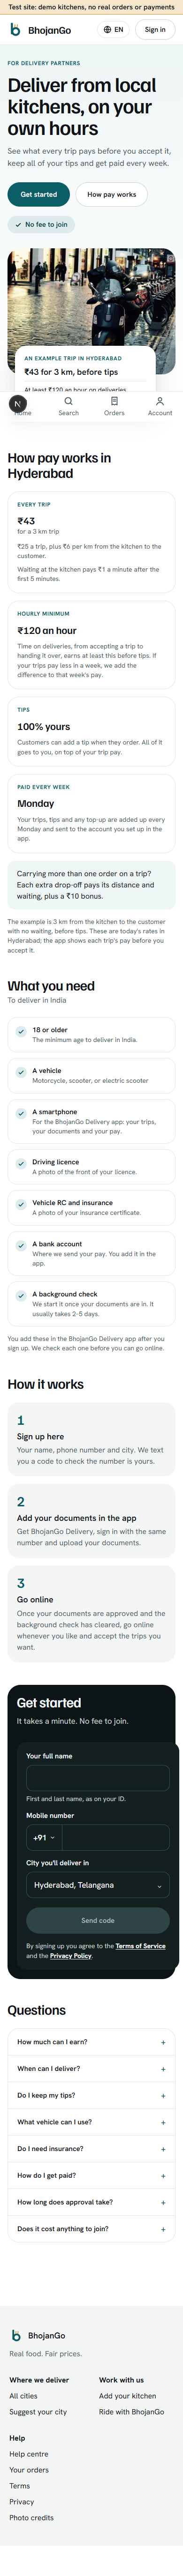 Test site: demo kitchens, no real orders or payments
BhojanGo
EN
Sign in
FOR DELIVERY PARTNERS
Deliver from local
kitchens, on your
own hours
See what every trip pays before you accept it,
keep all of your tips and get paid every week.
Get started
How pay works
No fee to join
AN EXAMPLE TRIP IN HYDERABAD
₹43 for 3 km, before tips
At least ₹120 an hour on deliveries
N
Home
Search
Orders
Account
How pay works in
Hyderabad
EVERY TRIP
₹43
for a 3 km trip
₹25 a trip, plus ₹6 per km from the kitchen to the
customer.
Waiting at the kitchen pays ₹1 a minute after the
first 5 minutes.
HOURLY MINIMUM
₹120 an hour
Time on deliveries, from accepting a trip to
handing it over, earns at least this before tips. If
your trips pay less in a week, we add the
difference to that week's pay.
TIPS
100% yours
Customers can add a tip when they order. All of it
goes to you, on top of your trip pay.
PAID EVERY WEEK
Monday
Your trips, tips and any top-up are added up every
Monday and sent to the account you set up in the
app.
Carrying more than one order on a trip?
Each extra drop-off pays its distance and
waiting, plus a ₹10 bonus.
The example is 3 km from the kitchen to the customer
with no waiting, before tips. These are today's rates in
Hyderabad; the app shows each trip's pay before you
accept it.
What you need
To deliver in India
18 or older
The minimum age to deliver in India.
A vehicle
Motorcycle, scooter, or electric scooter
A smartphone
For the BhojanGo Delivery app: your trips,
your documents and your pay.
Driving licence
A photo of the front of your licence.
Vehicle RC and insurance
A photo of your insurance certificate.
A bank account
Where we send your pay. You add it in the
app.
A background check
We start it once your documents are in. It
usually takes 2–5 days.
You add these in the BhojanGo Delivery app after you
sign up. We check each one before you can go online.
How it works
1
Sign up here
Your name, phone number and city. We text
you a code to check the number is yours.
2
Add your documents in the app
Get BhojanGo Delivery, sign in with the same
number and upload your documents.
3
Go online
Once your documents are approved and the
background check has cleared, go online
whenever you like and accept the trips you
want.
Get started
It takes a minute. No fee to join.
Your full name
First and last name, as on your ID.
Mobile number
+91
City you'll deliver in
Hyderabad, Telangana
Send code
By signing up you agree to the Terms of Service
and the Privacy Policy.
Questions
How much can I earn?
When can I deliver?
Do I keep my tips?
What vehicle can I use?
Do I need insurance?
How do I get paid?
How long does approval take?
Does it cost anything to join?
BhojanGo
Real food. Fair prices.
Where we deliver
All cities
Suggest your city
Work with us
Add your kitchen
Ride with BhojanGo
Help
Help centre
Your orders
Terms
Privacy
Photo credits